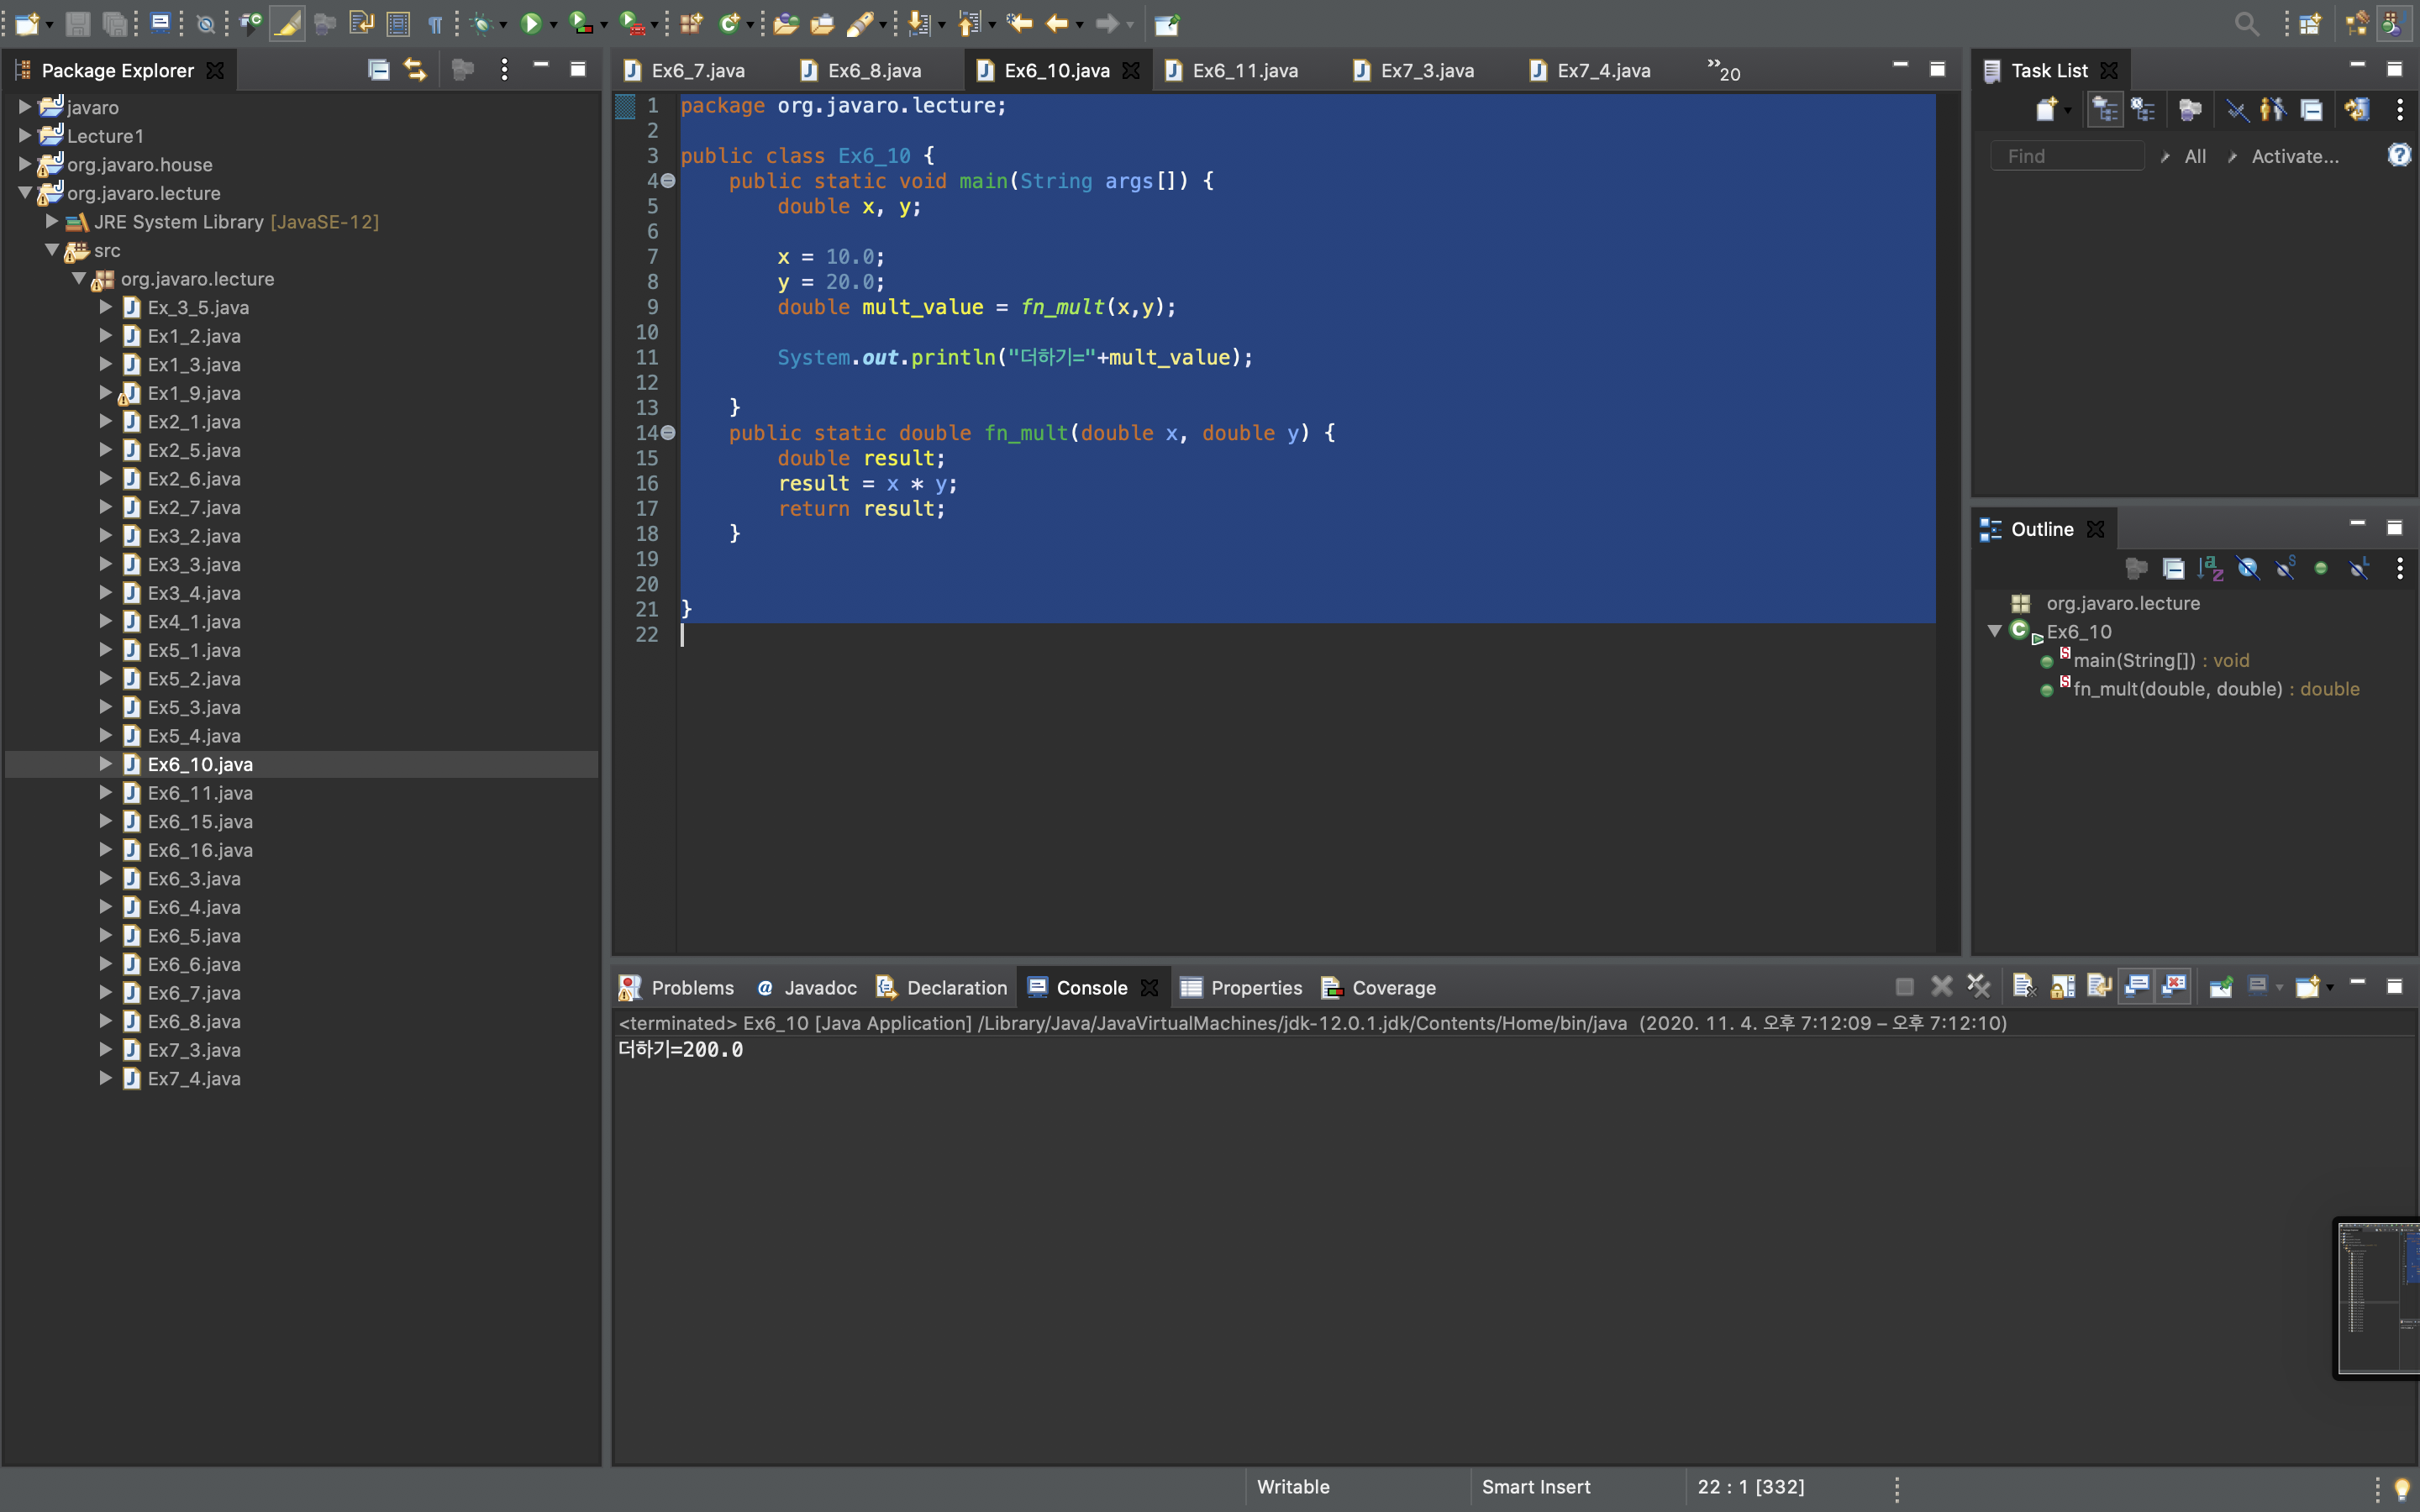 Package Explorer
javaro
Lecture1
org.javaro.house
org.javaro.lecture
JRE System Library [JavaSE-12]
src
org.javaro.lecture
Ex_3_5.java
Ex1_2.java
Ex1_3.java
Ex1_9.java
Ex2_1.java
Ex2_5.java
Ex2_6.java
Ex2_7.java
Ex3_2.java
Ex3_3.java
Ex3_4.java
Ex4_1.java
Ex5_1.java
Ex5_2.java
Ex5_3.java
Ex5_4.java
Ex6_10.java
Ex6_11.java
Ex6_15.java
Ex6_16.java
Ex6_3.java
Ex6_4.java
Ex6_5.java
Ex6_6.java
Ex6_7.java
Ex6_8.java
Ex7_3.java
Ex7_4.java
Ex6_7.java Ex6_8.java Ex6_10.java Ex6_11.java Ex7_3.java Ex7_4.java »20
1 package org.javaro.lecture;
2
3 public class Ex6_10 {
4 public static void main(String args[]) {
5 double x, y;
6
7 x = 10.0;
8 y = 20.0;
9 double mult_value = fn_mult(x,y);
10
11 System.out.println("더하기="+mult_value);
12
13 }
14 public static double fn_mult(double x, double y) {
15 double result;
16 result = x * y;
17 return result;
18 }
19
20
21 }
22
Task List
Find All Activate...
Outline
org.javaro.lecture
Ex6_10
main(String[]) : void
fn_mult(double, double) : double
Problems Javadoc Declaration Console Properties Coverage
<terminated> Ex6_10 [Java Application] /Library/Java/JavaVirtualMachines/jdk-12.0.1.jdk/Contents/Home/bin/java (2020. 11. 4. 오후 7:12:09 – 오후 7:12:10)
더하기=200.0
Writable Smart Insert 22 : 1 [332]